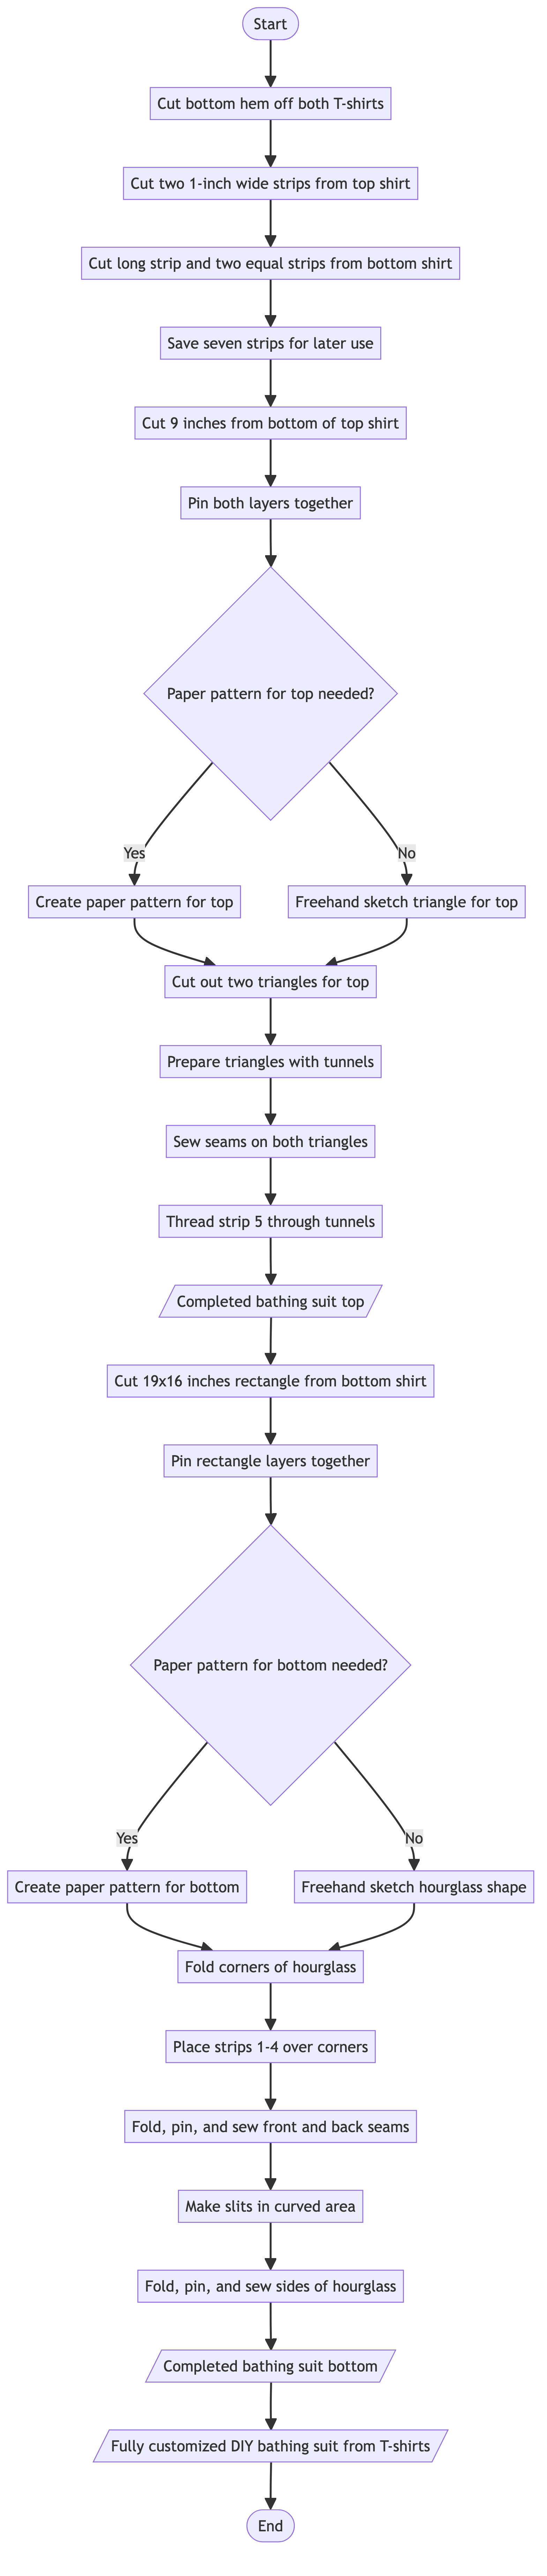 Start
Cut bottom hem off both T-shirts
Cut two 1-inch wide strips from top shirt
Cut long strip and two equal strips from bottom shirt
Save seven strips for later use
Cut 9 inches from bottom of top shirt
Pin both layers together
Paper pattern for top needed?
Yes
No
Create paper pattern for top
Freehand sketch triangle for top
Cut out two triangles for top
Prepare triangles with tunnels
Sew seams on both triangles
Thread strip 5 through tunnels
Completed bathing suit top
Cut 19x16 inches rectangle from bottom shirt
Pin rectangle layers together
Paper pattern for bottom needed?
Yes
No
Create paper pattern for bottom
Freehand sketch hourglass shape
Fold corners of hourglass
Place strips 1-4 over corners
Fold, pin, and sew front and back seams
Make slits in curved area
Fold, pin, and sew sides of hourglass
Completed bathing suit bottom
Fully customized DIY bathing suit from T-shirts
End